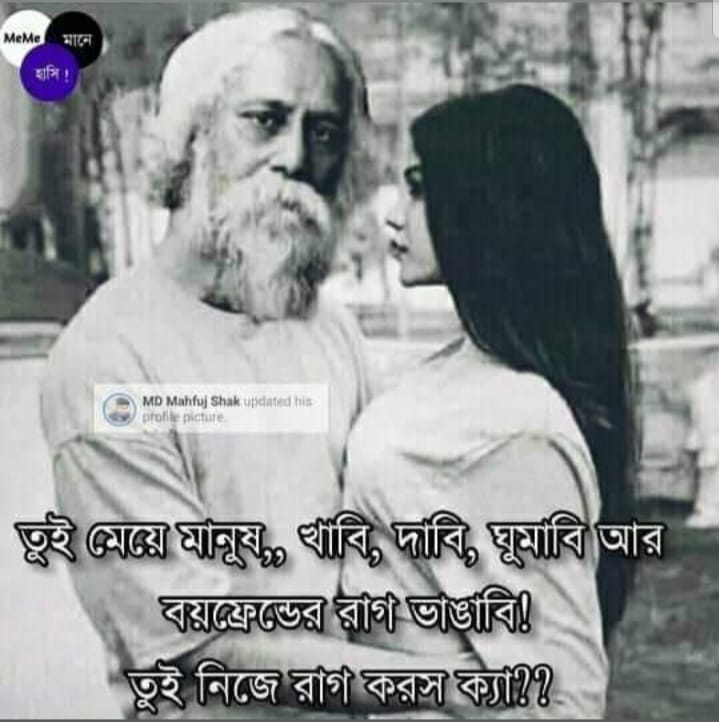 MeMe মানে
হাসি !
MD Mahfuj Shak updated his
profile picture.
তুই মেয়ে মানুষ,, খাবি, দাবি, ঘুমাবি আর
বয়ফ্রেন্ডের রাগ ভাঙাবি!
তুই নিজে রাগ করস ক্যা??